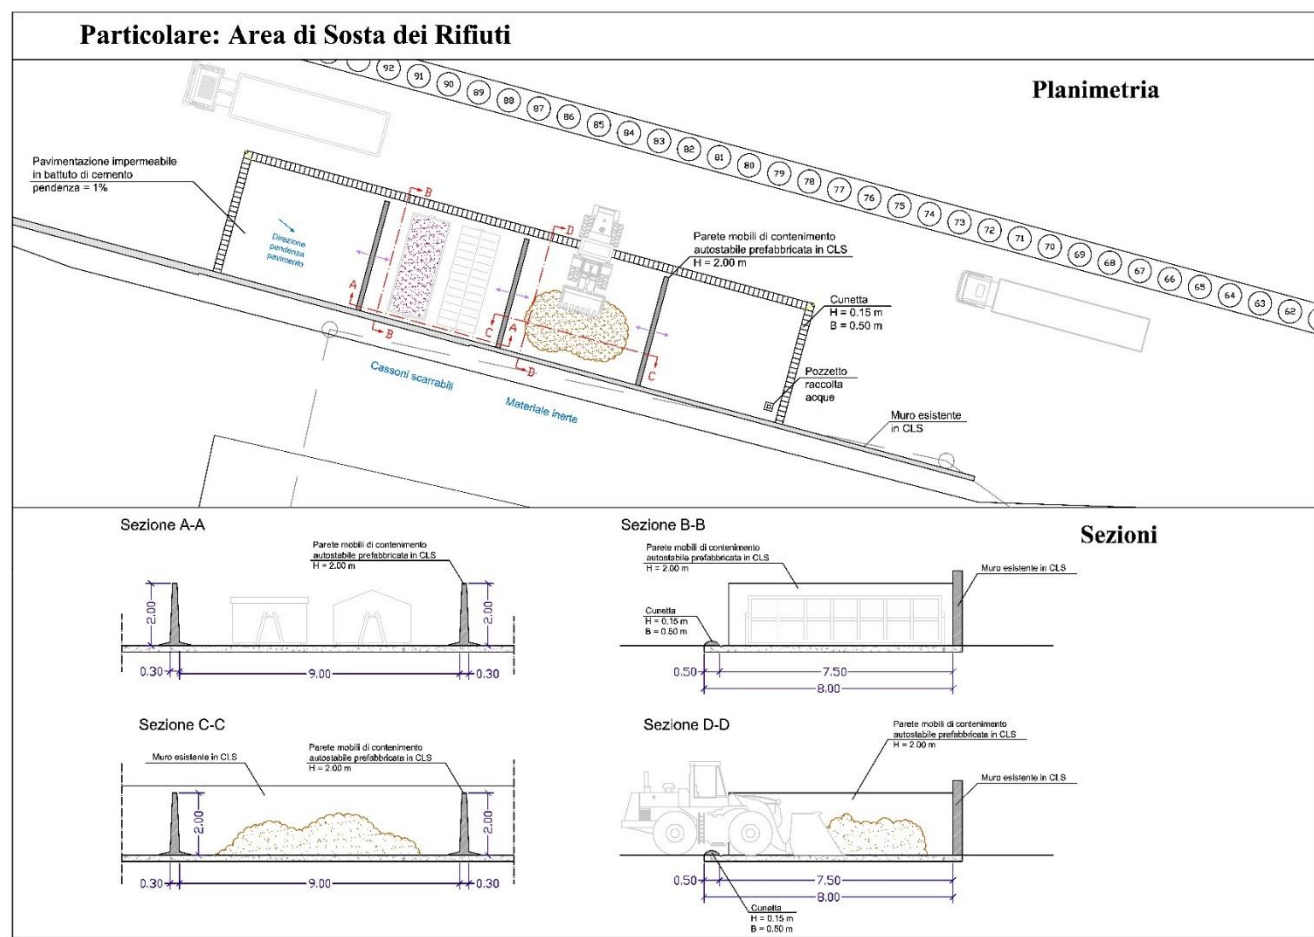 Particolare: Area di Sosta dei Rifiuti
Planimetria
92
91
90
89
88
87
86
85
84
83
82
81
80
79
78
77
76
75
74
73
72
71
70
69
68
67
66
65
64
63
62
Pavimentazione impermeabile
in battuto di cemento
pendenza = 1%
Direzione
pendenza
pavimento
B
D
A
B
C
A
D
C
Parete mobili di contenimento
autostabile prefabbricata in CLS
H = 2.00 m
Cunetta
H = 0.15 m
B = 0.50 m
Pozzetto
raccolta
acque
Muro esistente
in CLS
Cassoni scarrabili
Materiale inerte
Sezioni
Sezione A-A
Parete mobili di contenimento
autostabile prefabbricata in CLS
H = 2.00 m
2.00
2.00
0.30
9.00
0.30
Sezione B-B
Parete mobili di contenimento
autostabile prefabbricata in CLS
H = 2.00 m
Muro esistente in CLS
Cunetta
H = 0.15 m
B = 0.50 m
0.50
7.50
8.00
Sezione C-C
Muro esistente in CLS
Parete mobili di contenimento
autostabile prefabbricata in CLS
H = 2.00 m
2.00
2.00
0.30
9.00
0.30
Sezione D-D
Parete mobili di contenimento
autostabile prefabbricata in CLS
H = 2.00 m
Muro esistente in CLS
0.50
7.50
8.00
Cunetta
H = 0.15 m
B = 0.50 m